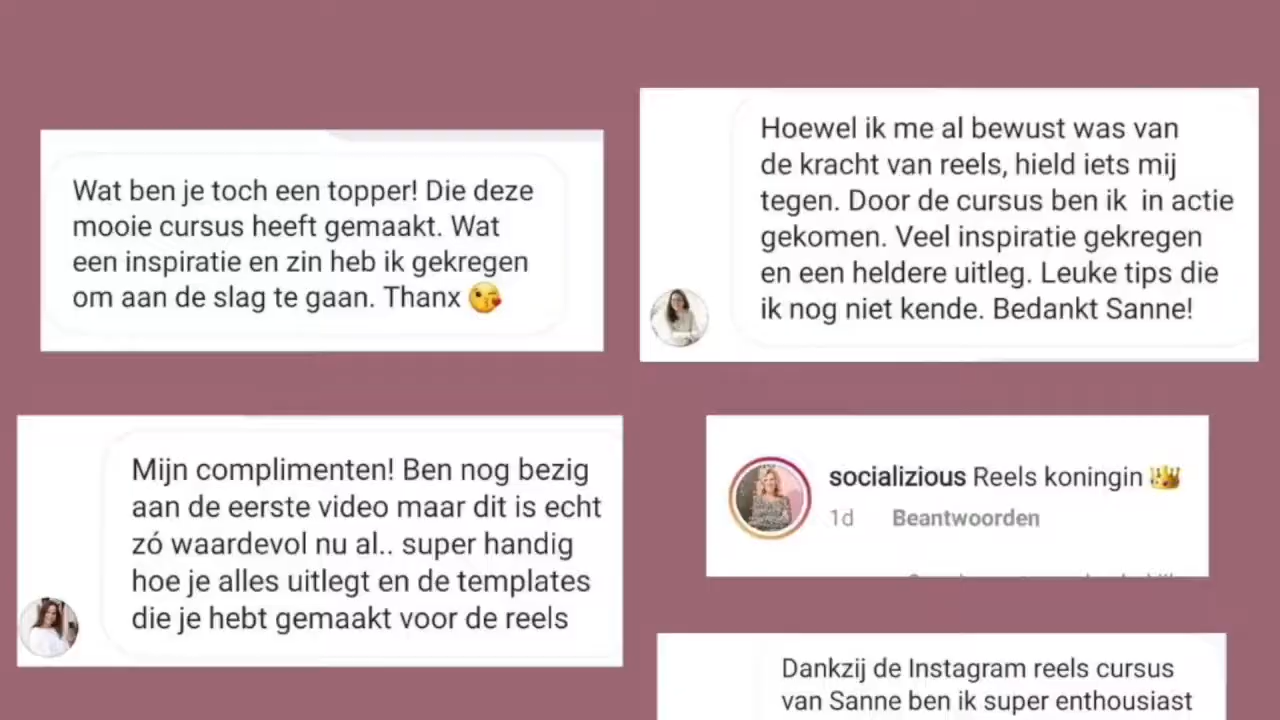 Wat ben je toch een topper! Die deze
mooie cursus heeft gemaakt. Wat
een inspiratie en zin heb ik gekregen
om aan de slag te gaan. Thanx 😘
Hoewel ik me al bewust was van
de kracht van reels, hield iets mij
tegen. Door de cursus ben ik in actie
gekomen. Veel inspiratie gekregen
en een heldere uitleg. Leuke tips die
ik nog niet kende. Bedankt Sanne!
Mijn complimenten! Ben nog bezig
aan de eerste video maar dit is echt
zó waardevol nu al.. super handig
hoe je alles uitlegt en de templates
die je hebt gemaakt voor de reels
socializious Reels koningin 👑
1d Beantwoorden
Dankzij de Instagram reels cursus
van Sanne ben ik super enthousiast